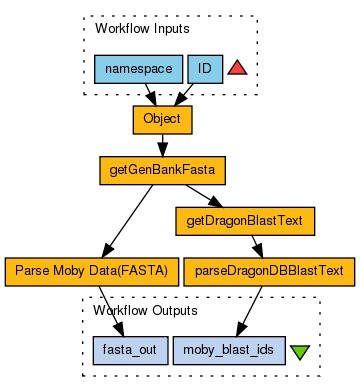 Workflow Inputs
namespace
ID
Object
getGenBankFasta
getDragonBlastText
Parse Moby Data(FASTA)
parseDragonDBBlastText
Workflow Outputs
fasta_out
moby_blast_ids